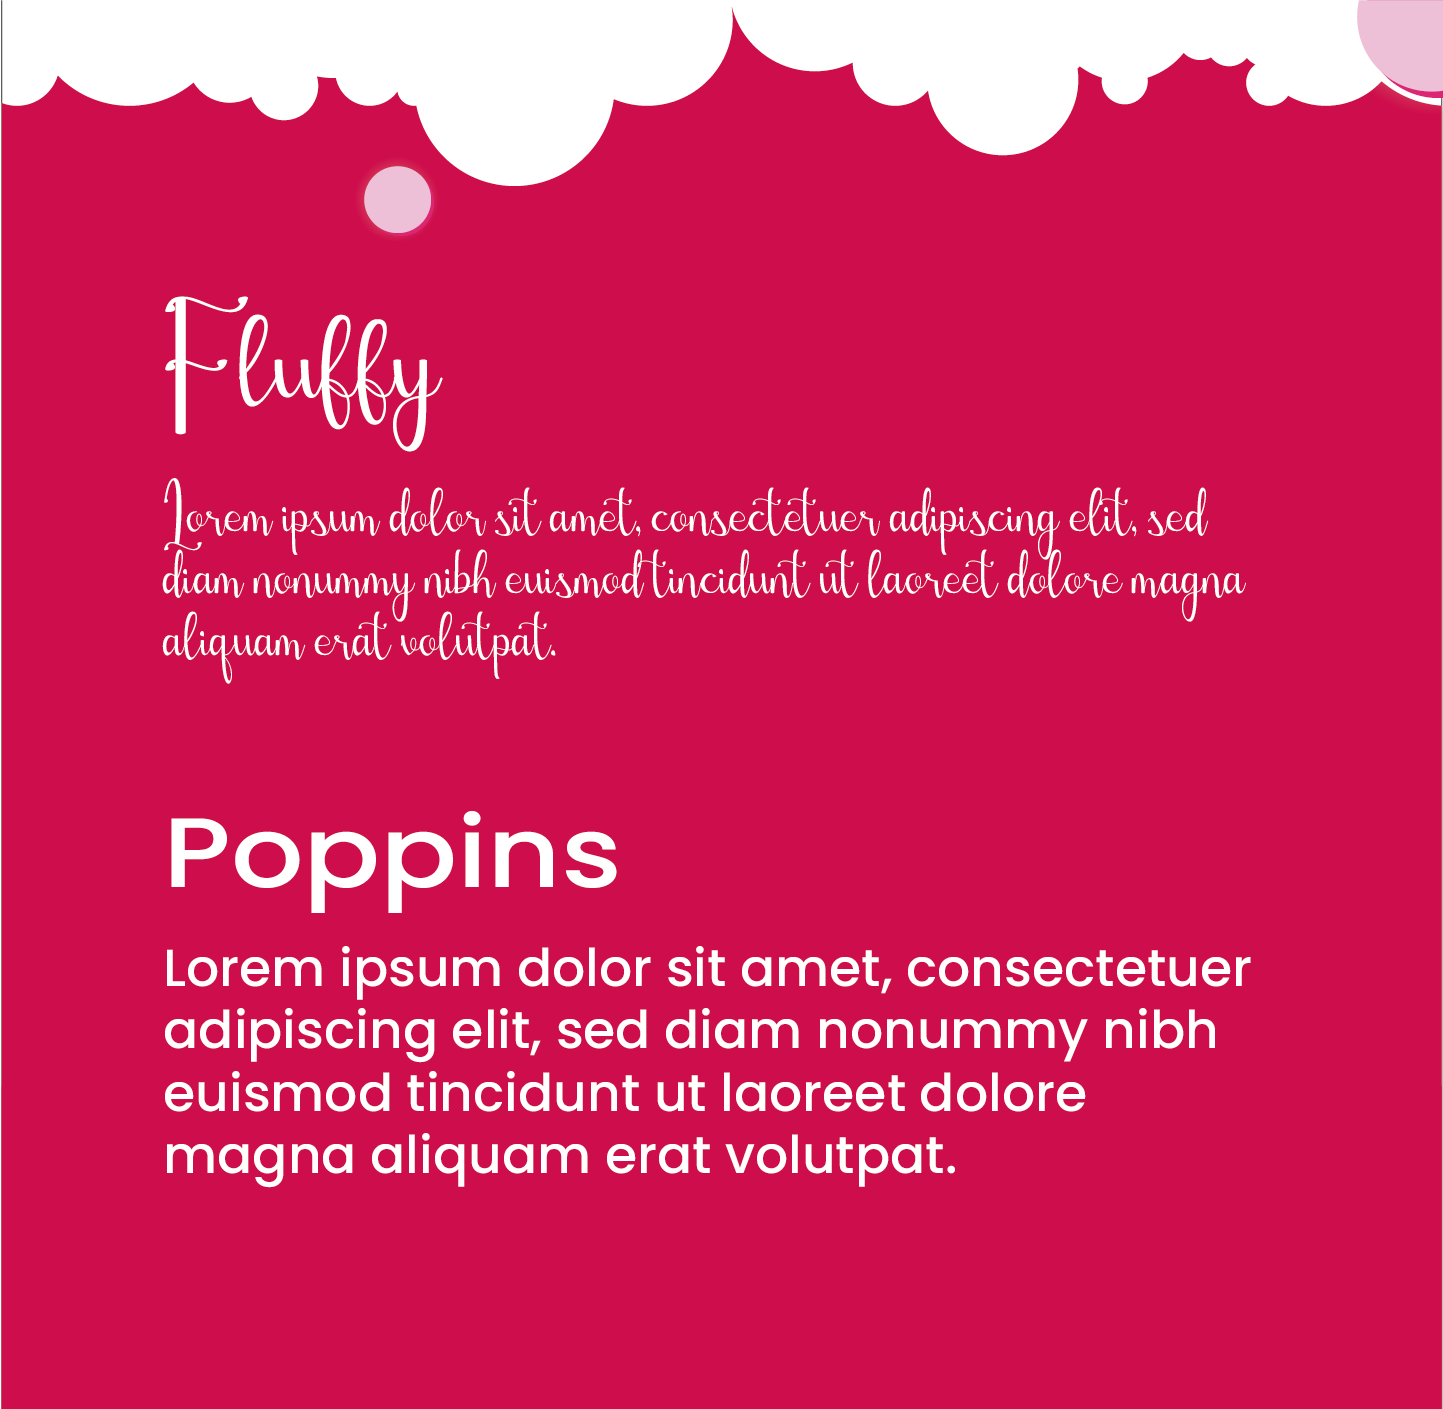 Fluffy
Lorem ipsum dolor sit amet, consectetuer adipiscing elit, sed
diam nonummy nibh euismod tincidunt ut laoreet dolore magna
aliquam erat volutpat.
Poppins
Lorem ipsum dolor sit amet, consectetuer
adipiscing elit, sed diam nonummy nibh
euismod tincidunt ut laoreet dolore
magna aliquam erat volutpat.